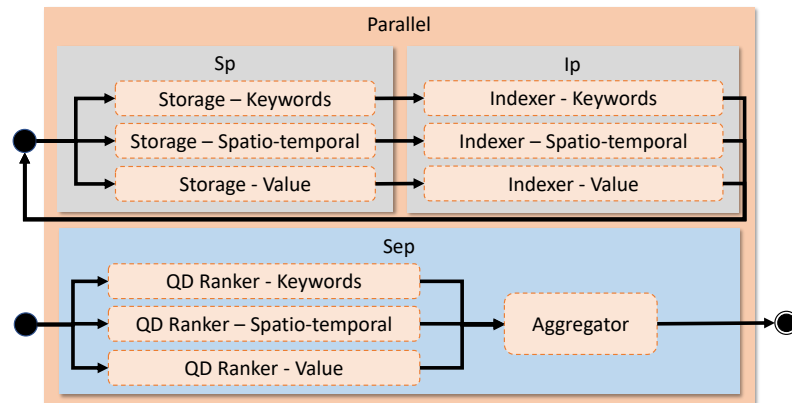 Parallel
Sp
Ip
Storage – Keywords
Indexer - Keywords
Storage – Spatio-temporal
Indexer – Spatio-temporal
Storage - Value
Indexer - Value
Sep
QD Ranker - Keywords
QD Ranker – Spatio-temporal
Aggregator
QD Ranker - Value